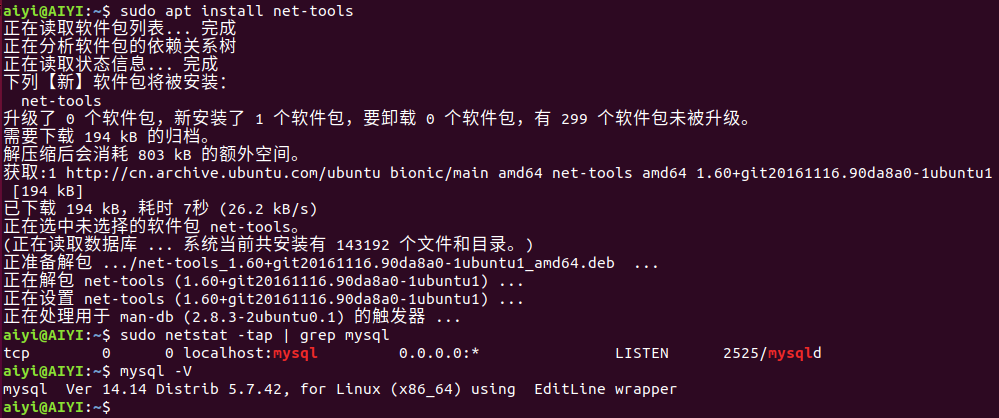 aiyi@AIYI:~$ sudo apt install net-tools
正在读取软件包列表... 完成
正在分析软件包的依赖关系树
正在读取状态信息... 完成
下列【新】软件包将被安装：
  net-tools
升级了 0 个软件包，新安装了 1 个软件包，要卸载 0 个软件包，有 299 个软件包未被升级。
需要下载 194 kB 的归档。
解压缩后会消耗 803 kB 的额外空间。
获取:1 http://cn.archive.ubuntu.com/ubuntu bionic/main amd64 net-tools amd64 1.60+git20161116.90da8a0-1ubuntu1
 [194 kB]
已下载 194 kB，耗时 7秒 (26.2 kB/s)
正在选中未选择的软件包 net-tools。
(正在读取数据库 ... 系统当前共安装有 143192 个文件和目录。)
正准备解包 .../net-tools_1.60+git20161116.90da8a0-1ubuntu1_amd64.deb  ...
正在解包 net-tools (1.60+git20161116.90da8a0-1ubuntu1) ...
正在设置 net-tools (1.60+git20161116.90da8a0-1ubuntu1) ...
正在处理用于 man-db (2.8.3-2ubuntu0.1) 的触发器 ...
aiyi@AIYI:~$ sudo netstat -tap | grep mysql
tcp        0      0 localhost:mysql         0.0.0.0:*               LISTEN      2525/mysqld
aiyi@AIYI:~$ mysql -V
mysql  Ver 14.14 Distrib 5.7.42, for Linux (x86_64) using  EditLine wrapper
aiyi@AIYI:~$